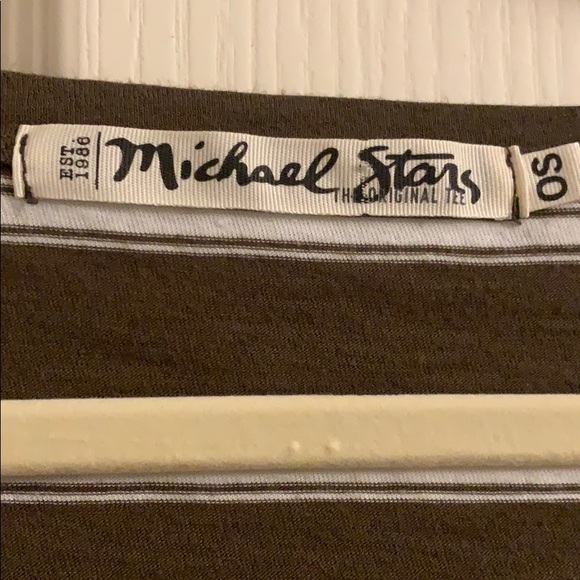 EST.
1986
Michael Stars
THE ORIGINAL TEE
OS